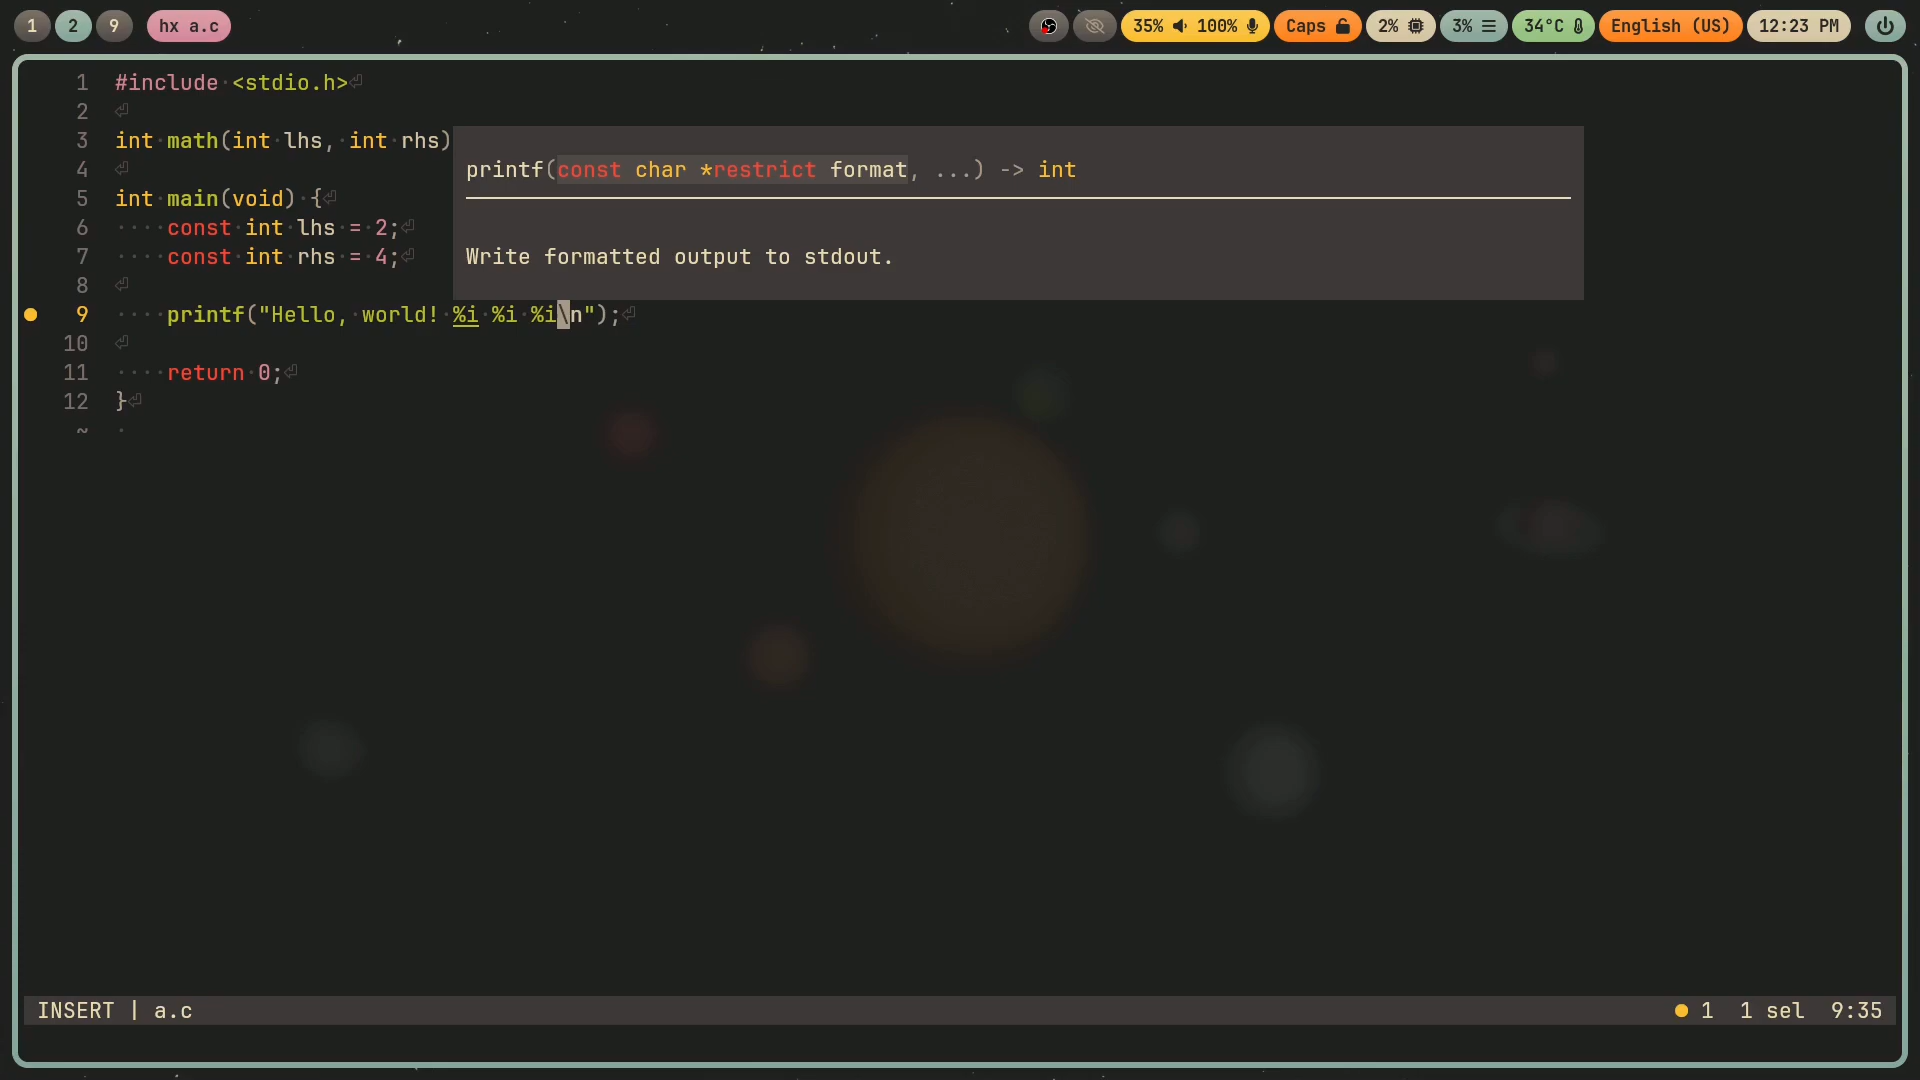 1 2 9 hx a.c 35% 100% Caps 2% 3% 34°C English (US) 12:23 PM
1 #include <stdio.h>
2
3 int math(int lhs, int rhs)
printf(const char *restrict format, ...) -> int
4
5 int main(void) {
6 const int lhs = 2;
7 const int rhs = 4;
Write formatted output to stdout.
8
9 printf("Hello, world! %i %i %i\n");
10
11 return 0;
12 }
~
INSERT | a.c 1 1 sel 9:35